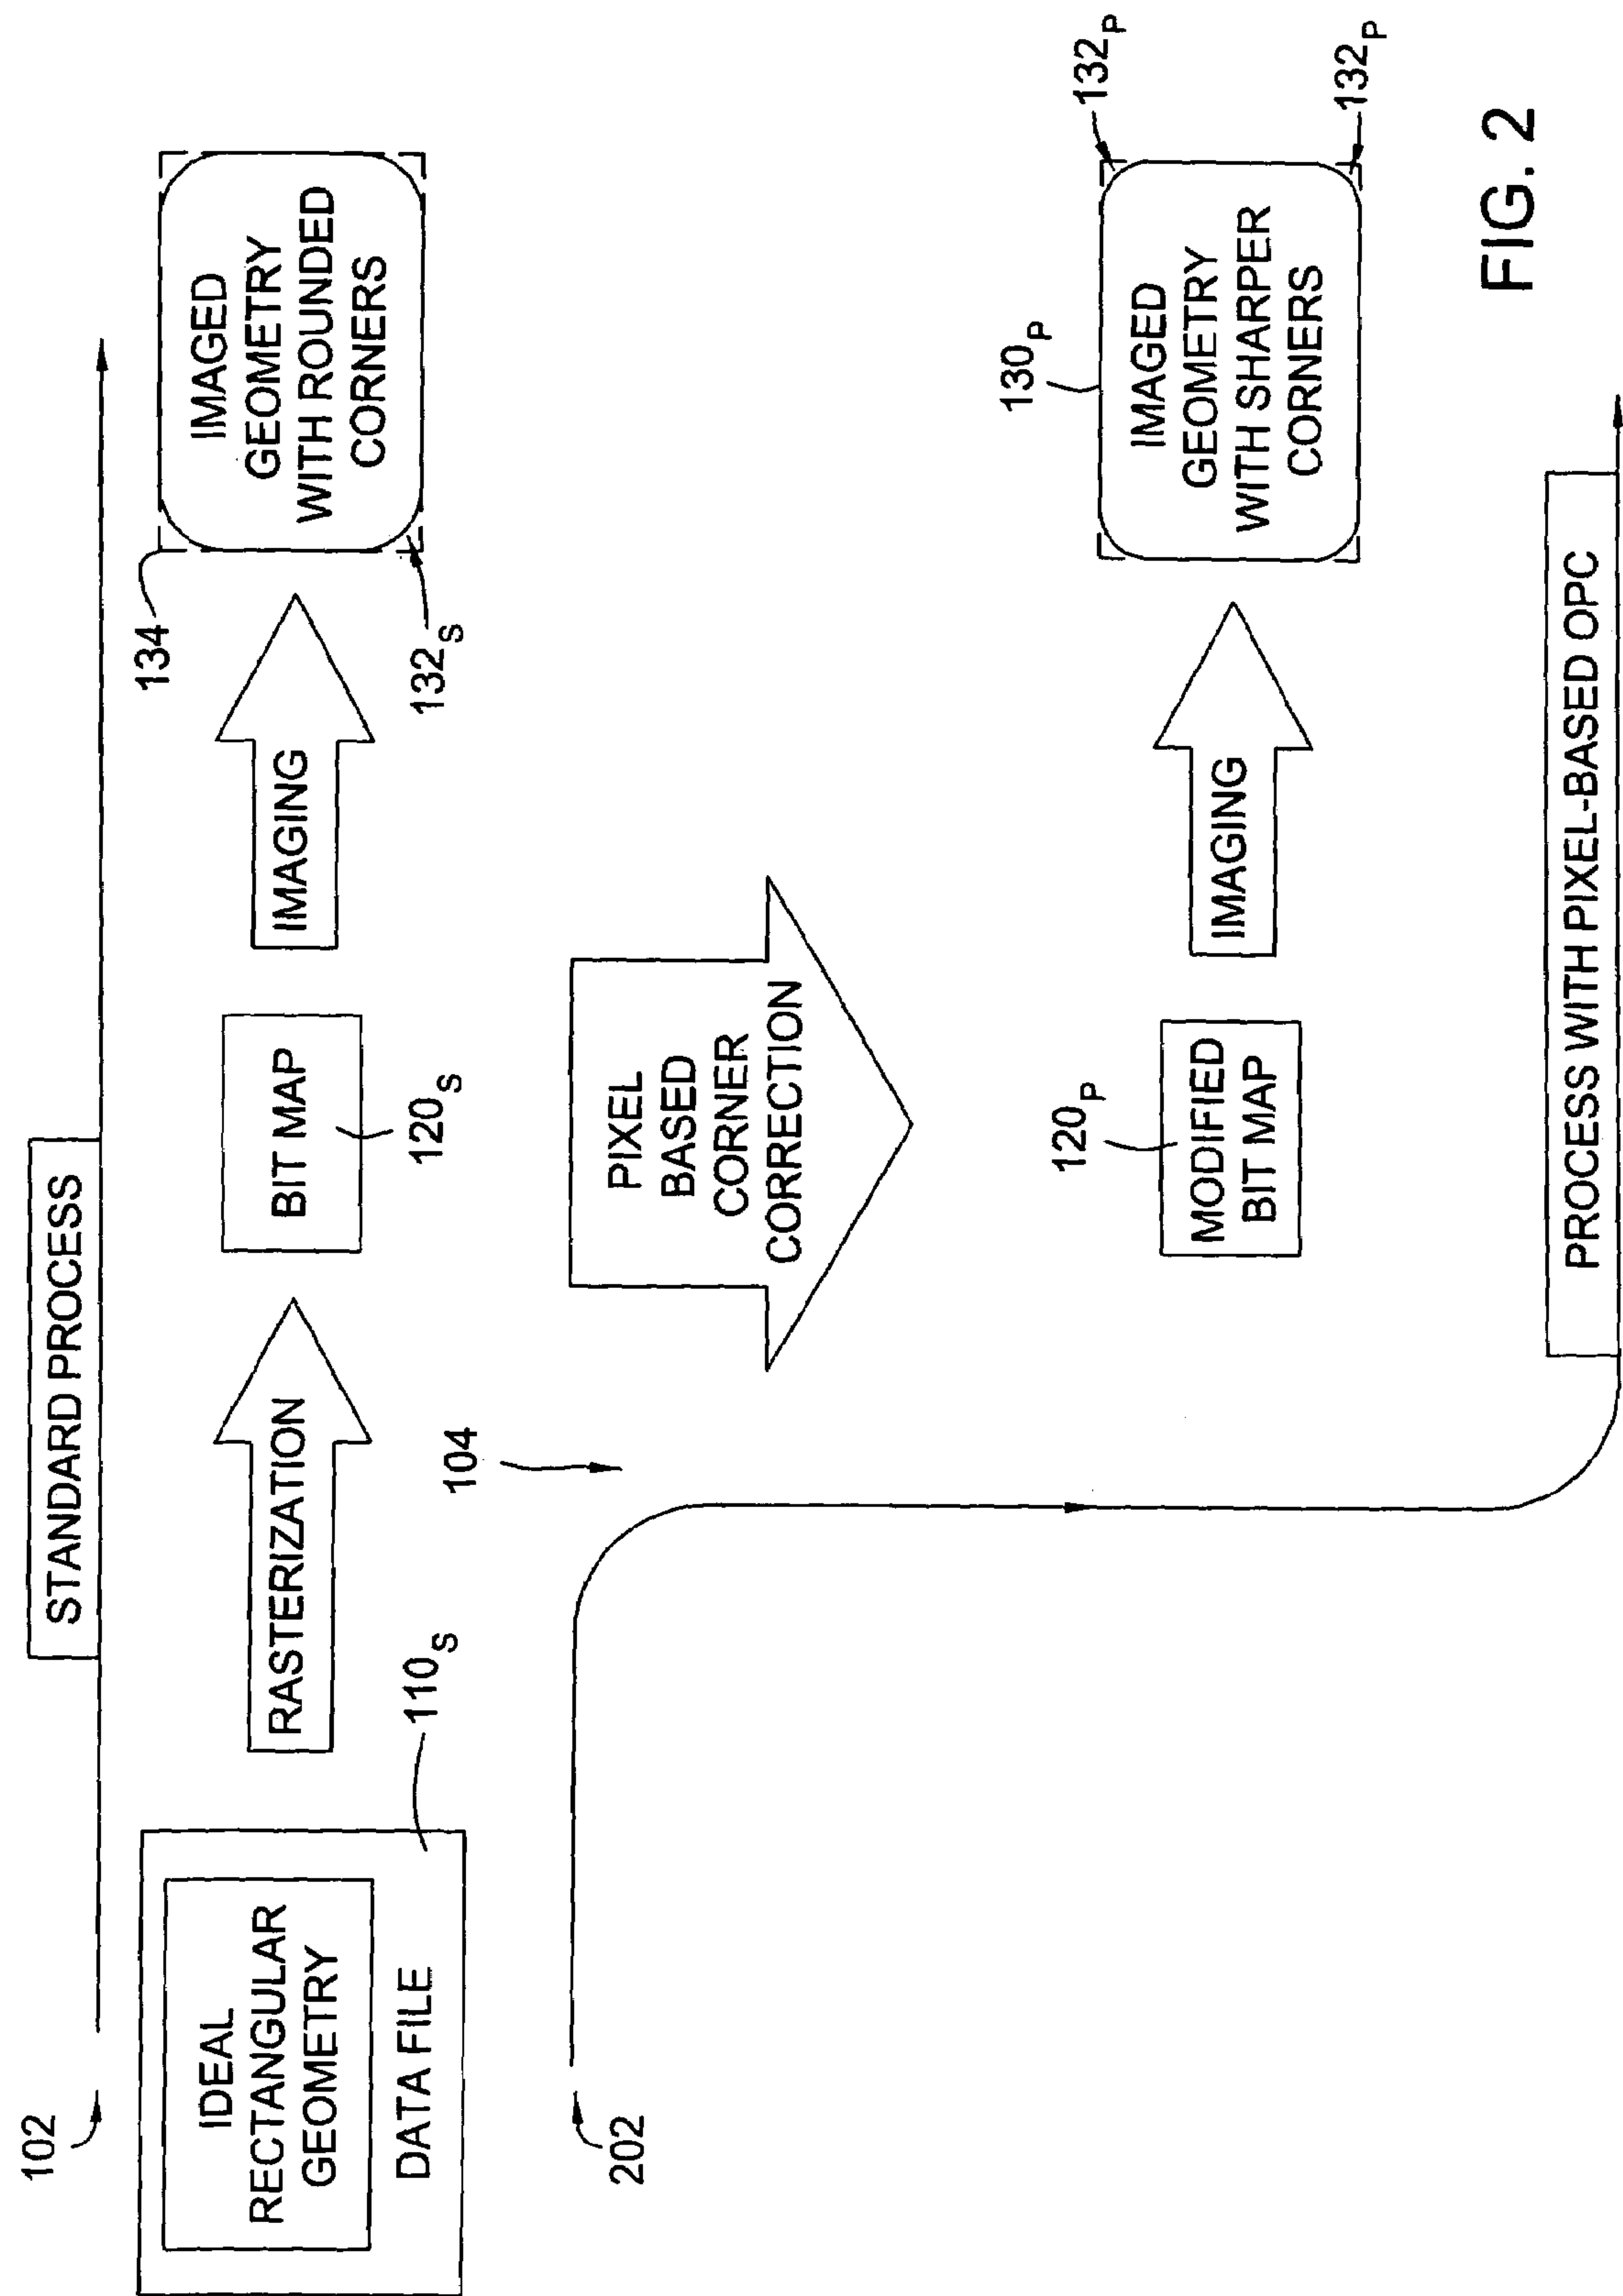 102
STANDARD PROCESS
IDEAL
RECTANGULAR
GEOMETRY
DATA FILE
110S
RASTERIZATION
BIT MAP
120S
IMAGING
134
132S
IMAGED
GEOMETRY
WITH ROUNDED
CORNERS
202
104
PIXEL
BASED
CORNER
CORRECTION
120P
MODIFIED
BIT MAP
IMAGING
130P
IMAGED
GEOMETRY
WITH SHARPER
CORNERS
132P
132P
PROCESS WITH PIXEL-BASED OPC
FIG. 2